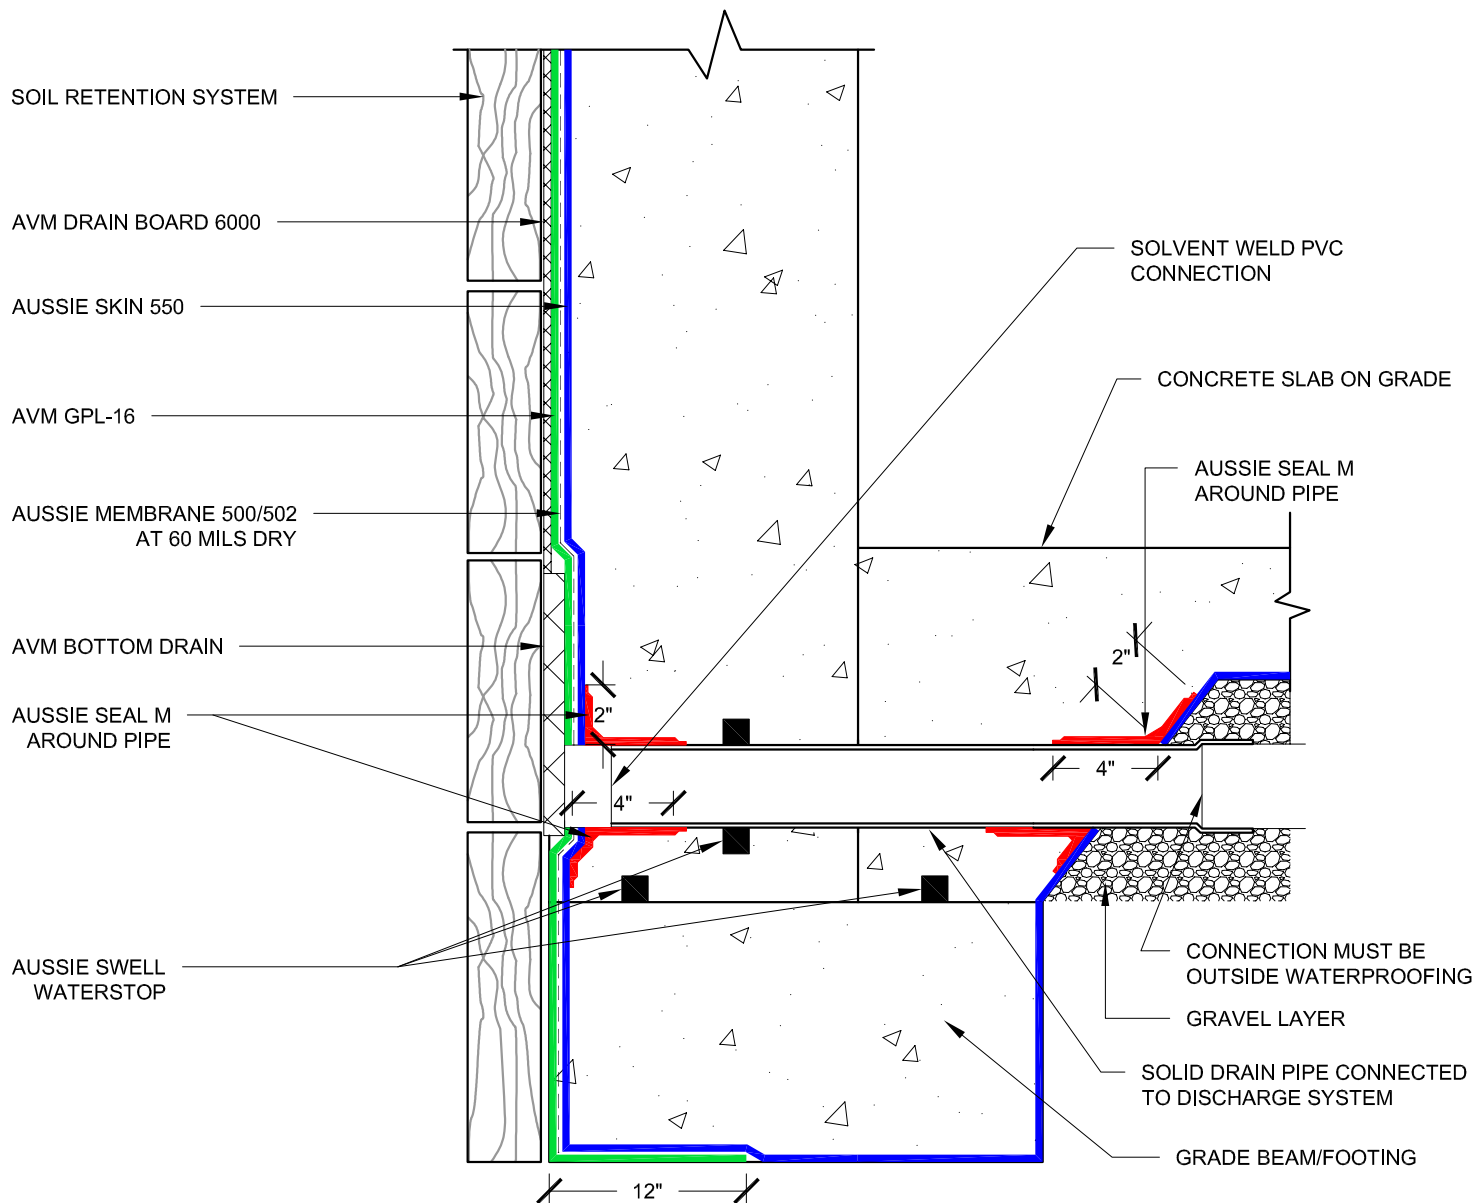 SOIL RETENTION SYSTEM
AVM DRAIN BOARD 6000
AUSSIE SKIN 550
AVM GPL-16
AUSSIE MEMBRANE 500/502
AT 60 MILS DRY
AVM BOTTOM DRAIN
AUSSIE SEAL M
AROUND PIPE
AUSSIE SWELL
WATERSTOP
2"
4"
12"
SOLVENT WELD PVC
CONNECTION
CONCRETE SLAB ON GRADE
AUSSIE SEAL M
AROUND PIPE
2"
4"
CONNECTION MUST BE
OUTSIDE WATERPROOFING
GRAVEL LAYER
SOLID DRAIN PIPE CONNECTED
TO DISCHARGE SYSTEM
GRADE BEAM/FOOTING